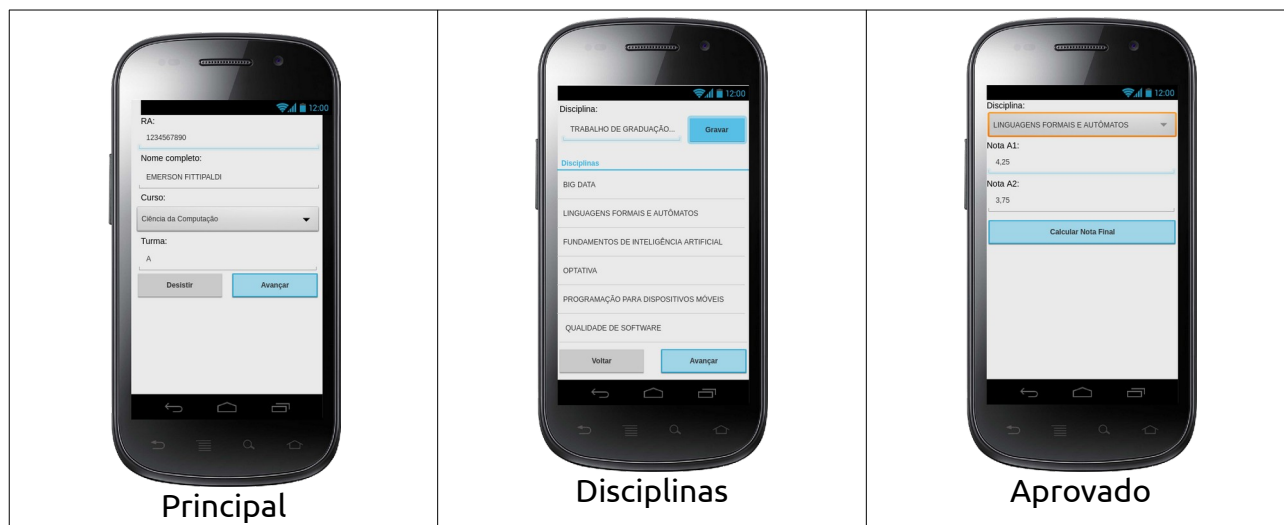 12:00
RA:
1234567890
Nome completo:
EMERSON FITTIPALDI
Curso:
Ciência da Computação
Turma:
A
Desistir Avançar
Principal
12:00
Disciplina:
TRABALHO DE GRADUAÇÃO... Gravar
Disciplinas
BIG DATA
LINGUAGENS FORMAIS E AUTÔMATOS
FUNDAMENTOS DE INTELIGÊNCIA ARTIFICIAL
OPTATIVA
PROGRAMAÇÃO PARA DISPOSITIVOS MÓVEIS
QUALIDADE DE SOFTWARE
Voltar Avançar
Disciplinas
12:00
Disciplina:
LINGUAGENS FORMAIS E AUTÔMATOS
Nota A1:
4,25
Nota A2:
3,75
Calcular Nota Final
Aprovado